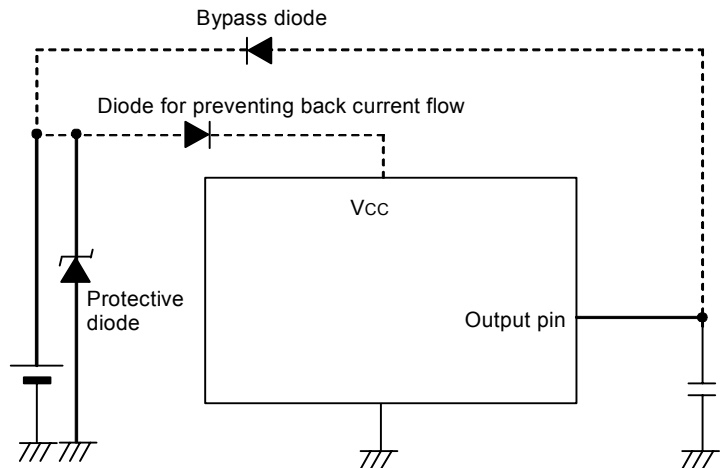 Bypass diode
Diode for preventing back current flow
VCC
Protective
diode
Output pin